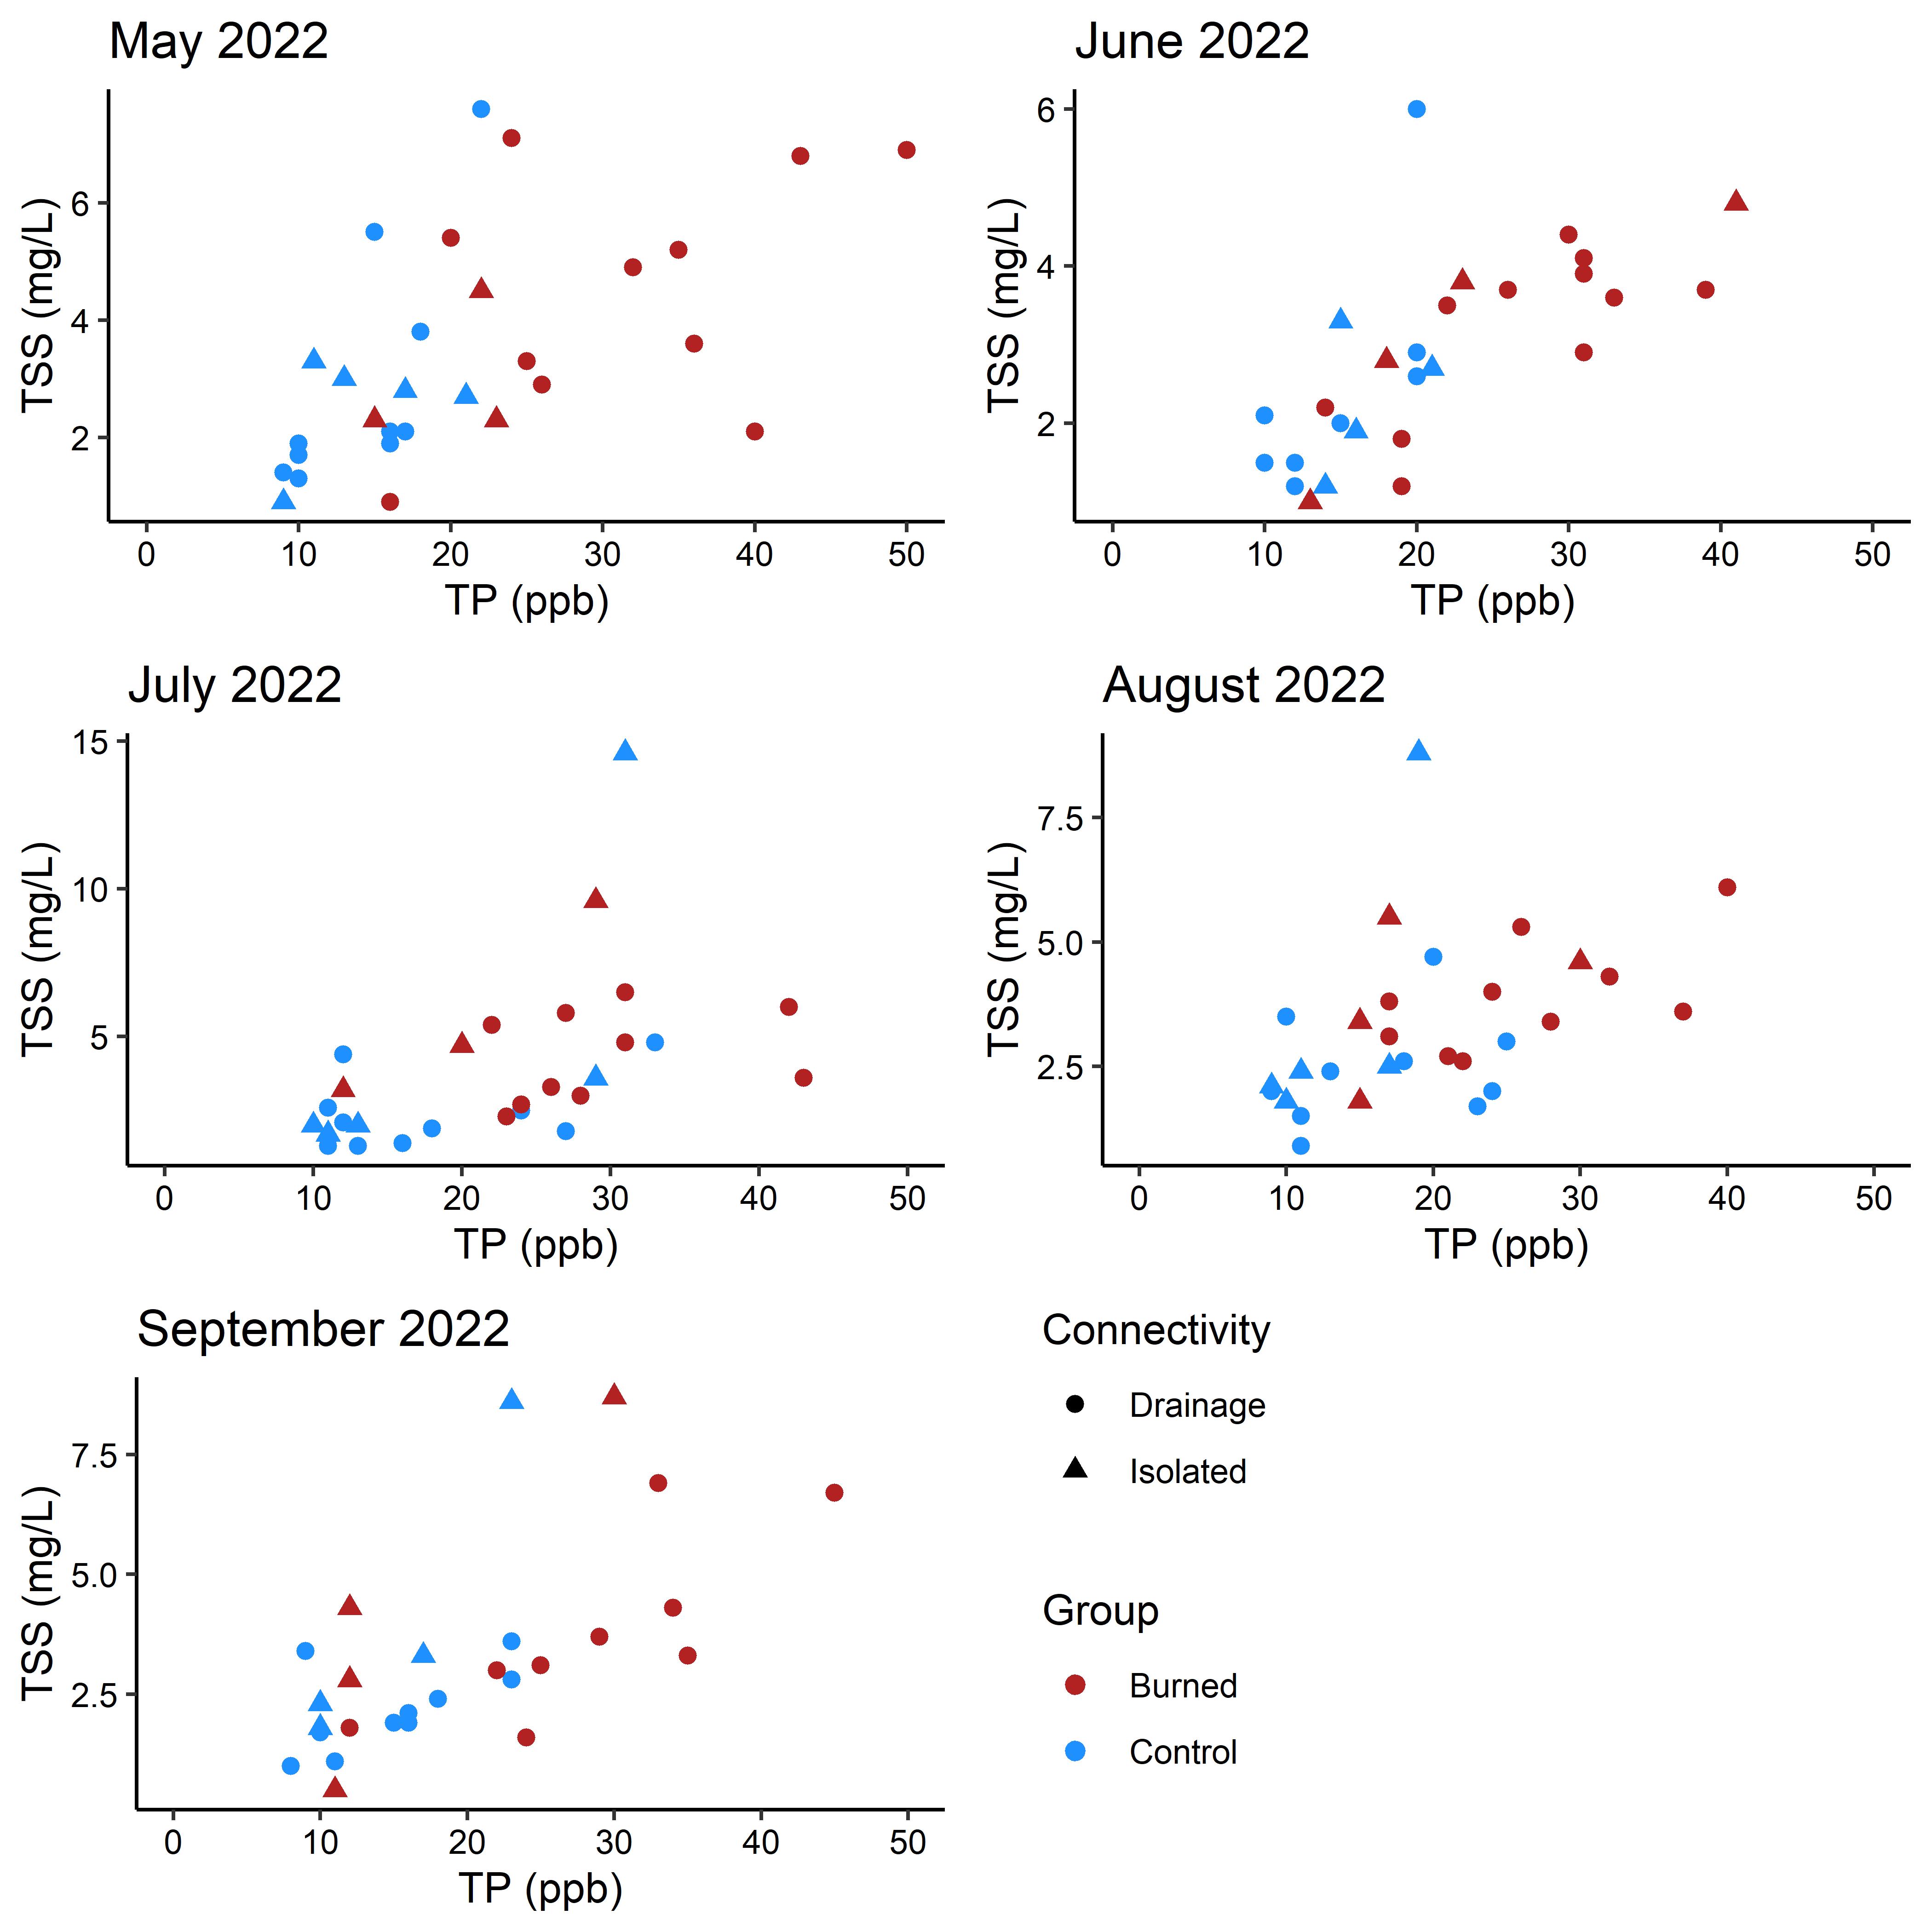 May 2022
TSS (mg/L)
6
4
2
0 10 20 30 40 50
TP (ppb)
June 2022
TSS (mg/L)
6
4
2
0 10 20 30 40 50
TP (ppb)
July 2022
TSS (mg/L)
15
10
5
0 10 20 30 40 50
TP (ppb)
August 2022
TSS (mg/L)
7.5
5.0
2.5
0 10 20 30 40 50
TP (ppb)
September 2022
TSS (mg/L)
7.5
5.0
2.5
0 10 20 30 40 50
TP (ppb)
Connectivity
Drainage
Isolated
Group
Burned
Control